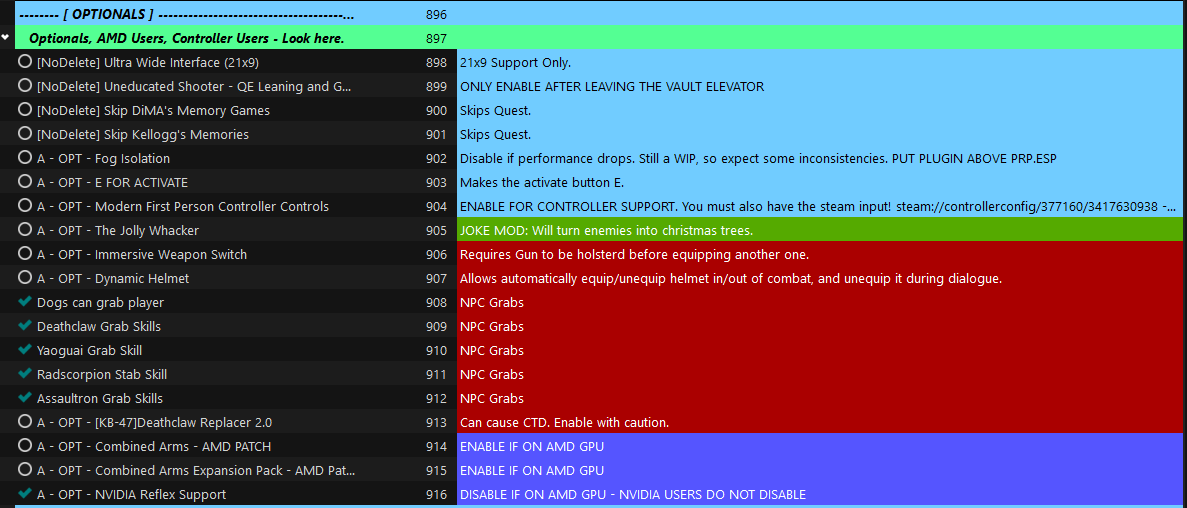 -------- [ OPTIONALS ] -------------------------------------... 896
Optionals, AMD Users, Controller Users - Look here. 897
[NoDelete] Ultra Wide Interface (21x9) 898 21x9 Support Only.
[NoDelete] Uneducated Shooter - QE Leaning and G... 899 ONLY ENABLE AFTER LEAVING THE VAULT ELEVATOR
[NoDelete] Skip DiMA's Memory Games 900 Skips Quest.
[NoDelete] Skip Kellogg's Memories 901 Skips Quest.
A - OPT - Fog Isolation 902 Disable if performance drops. Still a WIP, so expect some inconsistencies. PUT PLUGIN ABOVE PRP.ESP
A - OPT - E FOR ACTIVATE 903 Makes the activate button E.
A - OPT - Modern First Person Controller Controls 904 ENABLE FOR CONTROLLER SUPPORT. You must also have the steam input! steam://controllerconfig/377160/3417630938 -...
A - OPT - The Jolly Whacker 905 JOKE MOD: Will turn enemies into christmas trees.
A - OPT - Immersive Weapon Switch 906 Requires Gun to be holsterd before equipping another one.
A - OPT - Dynamic Helmet 907 Allows automatically equip/unequip helmet in/out of combat, and unequip it during dialogue.
Dogs can grab player 908 NPC Grabs
Deathclaw Grab Skills 909 NPC Grabs
Yaoguai Grab Skill 910 NPC Grabs
Radscorpion Stab Skill 911 NPC Grabs
Assaultron Grab Skills 912 NPC Grabs
A - OPT - [KB-47]Deathclaw Replacer 2.0 913 Can cause CTD. Enable with caution.
A - OPT - Combined Arms - AMD PATCH 914 ENABLE IF ON AMD GPU
A - OPT - Combined Arms Expansion Pack - AMD Pat... 915 ENABLE IF ON AMD GPU
A - OPT - NVIDIA Reflex Support 916 DISABLE IF ON AMD GPU - NVIDIA USERS DO NOT DISABLE